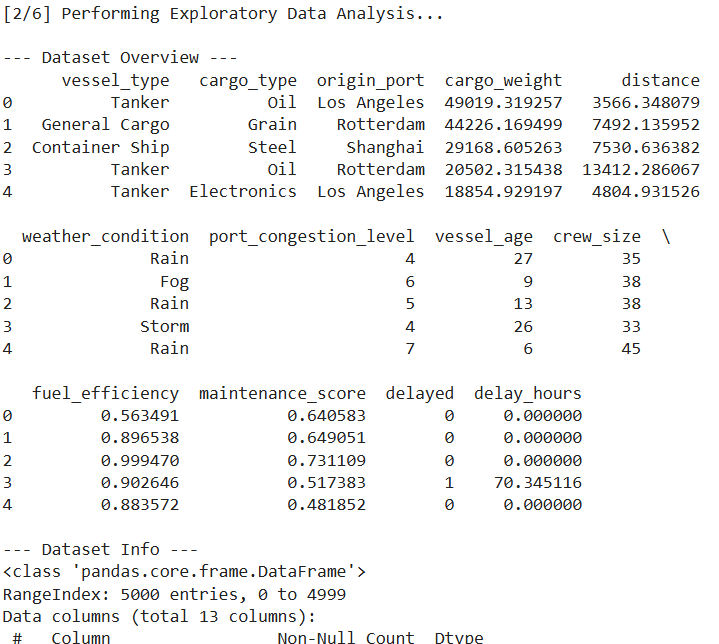 [2/6] Performing Exploratory Data Analysis...
--- Dataset Overview ---
vessel_type cargo_type origin_port cargo_weight distance
0 Tanker Oil Los Angeles 49019.319257 3566.348079
1 General Cargo Grain Rotterdam 44226.169499 7492.135952
2 Container Ship Steel Shanghai 29168.605263 7530.636382
3 Tanker Oil Rotterdam 20502.315438 13412.286067
4 Tanker Electronics Los Angeles 18854.929197 4804.931526
weather_condition port_congestion_level vessel_age crew_size \
0 Rain 4 27 35
1 Fog 6 9 38
2 Rain 5 13 38
3 Storm 4 26 33
4 Rain 7 6 45
fuel_efficiency maintenance_score delayed delay_hours
0 0.563491 0.640583 0 0.000000
1 0.896538 0.649051 0 0.000000
2 0.999470 0.731109 0 0.000000
3 0.902646 0.517383 1 70.345116
4 0.883572 0.481852 0 0.000000
--- Dataset Info ---
<class 'pandas.core.frame.DataFrame'>
RangeIndex: 5000 entries, 0 to 4999
Data columns (total 13 columns):
# Column Non-Null Count Dtype